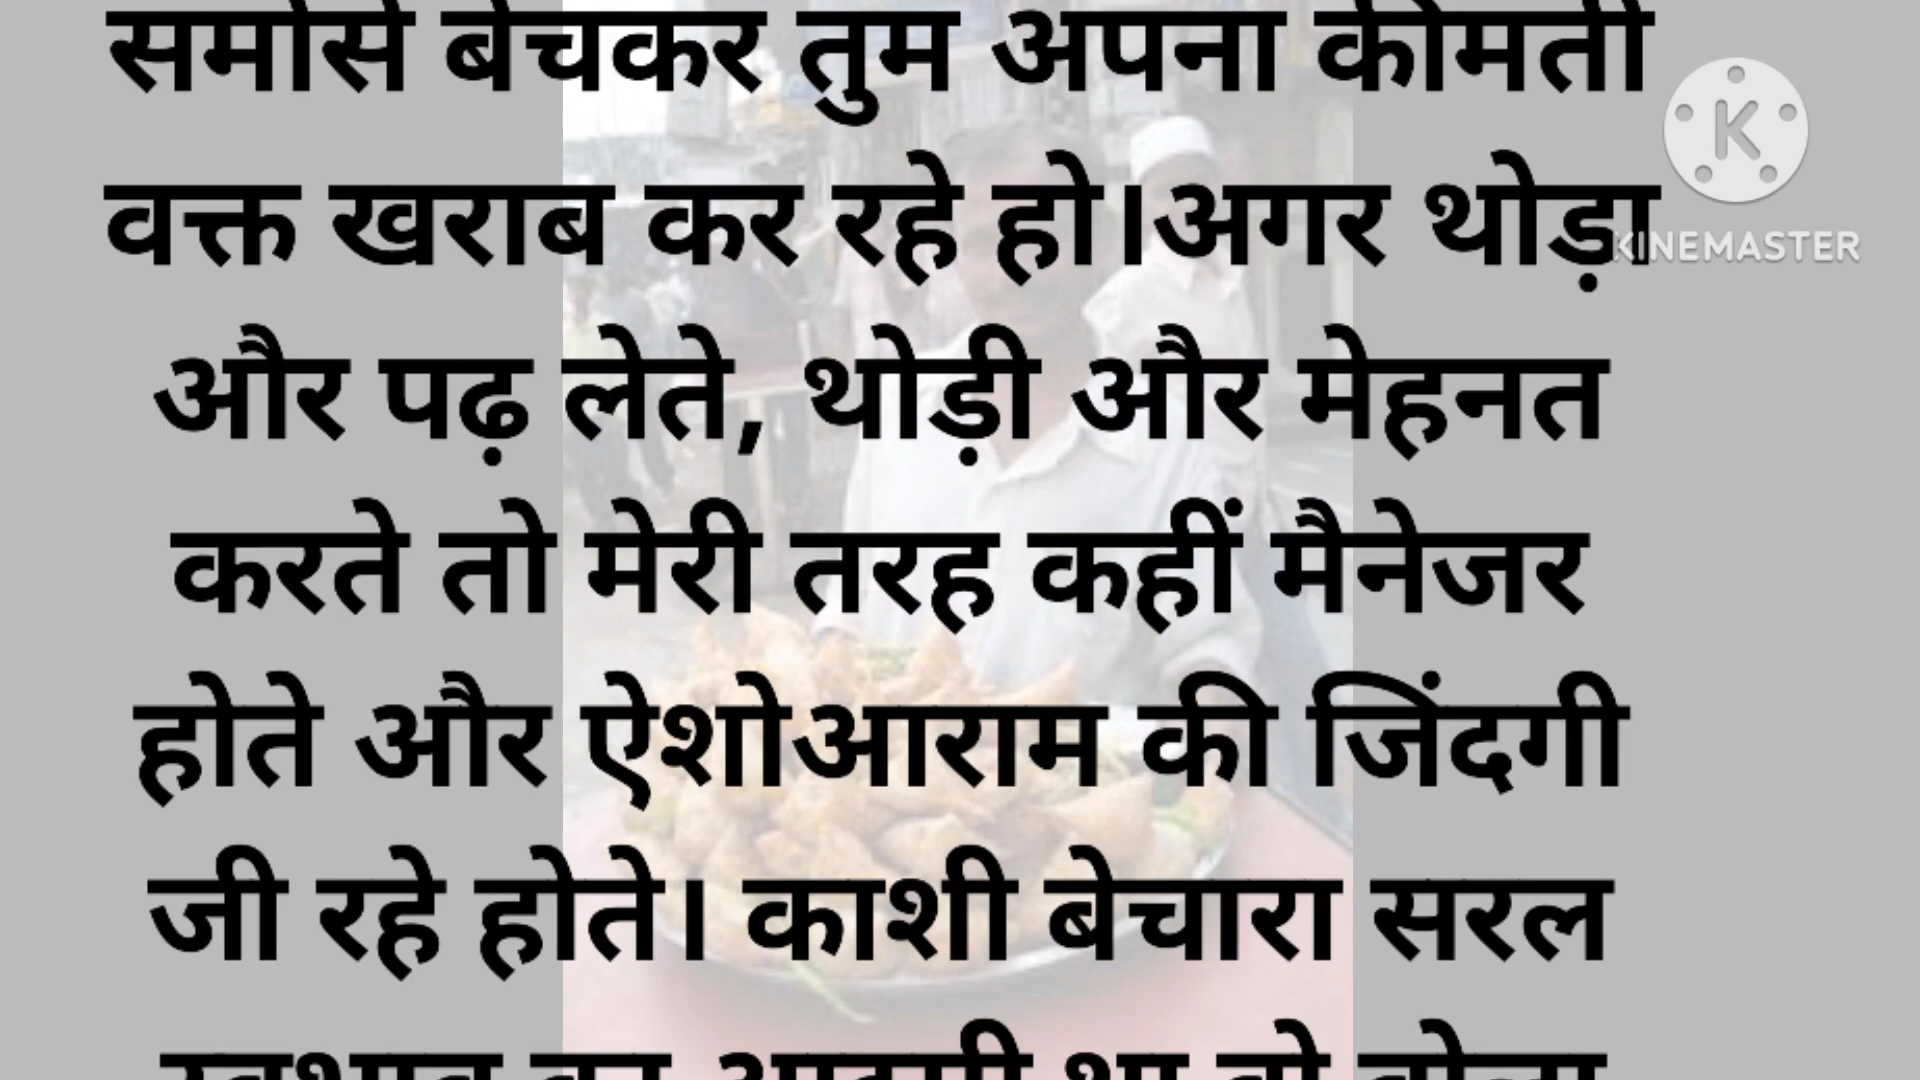 समोसे बेचकर तुम अपना कीमती
वक्त खराब कर रहे हो।अगर थोड़ा
और पढ़ लेते, थोड़ी और मेहनत
करते तो मेरी तरह कहीं मैनेजर
होते और ऐशोआराम की जिंदगी
जी रहे होते। काशी बेचारा सरल
K
KINEMASTER